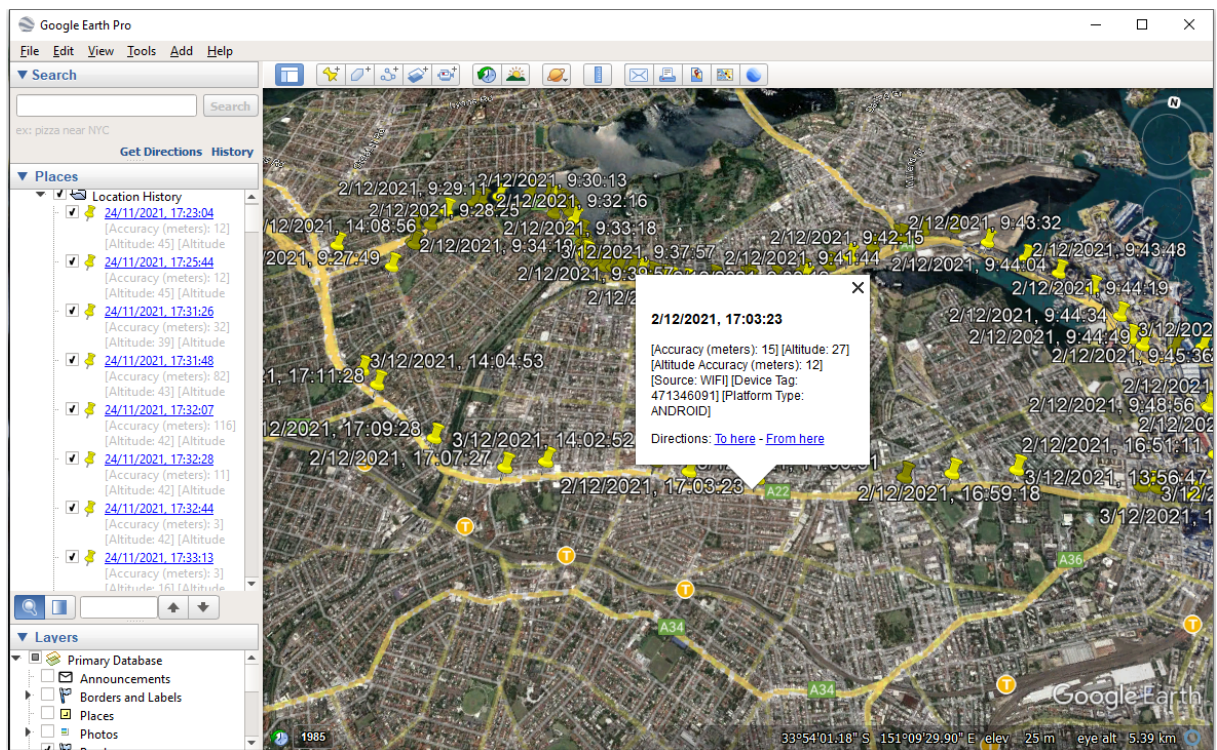 Google Earth Pro
File Edit View Tools Add Help
Search
Search
ex: pizza near NYC
Get Directions History
Places
Location History
24/11/2021, 17:23:04
[Accuracy (meters): 12]
[Altitude: 45] [Altitude
24/11/2021, 17:25:44
[Accuracy (meters): 12]
[Altitude: 45] [Altitude
24/11/2021, 17:31:26
[Accuracy (meters): 32]
[Altitude: 39] [Altitude
24/11/2021, 17:31:48
[Accuracy (meters): 82]
[Altitude: 43] [Altitude
24/11/2021, 17:32:07
[Accuracy (meters): 116]
[Altitude: 42] [Altitude
24/11/2021, 17:32:28
[Accuracy (meters): 11]
[Altitude: 42] [Altitude
24/11/2021, 17:32:44
[Accuracy (meters): 3]
[Altitude: 42] [Altitude
24/11/2021, 17:33:13
[Accuracy (meters): 3]
[Altitude: 16] [Altitude
Layers
Primary Database
Announcements
Borders and Labels
Places
Photos
N
2/12/2021, 9:29:11
2/12/2021, 9:30:13
2/12/2021, 9:28:25
2/12/2021, 9:32:16
/12/2021, 14:08:56
2/12/2021, 9:33:18
2/12/2021, 9:43:32
2/12/2021, 9:34:19
3/12/2021, 9:37:57
2/12/2021, 9:42:15
2/12/2021, 9:43:48
/2021, 9:27:49
2/12/2021, 9:41:44
2/12/2021, 9:44:04
2/12/2021, 9:44:19
2/12/2021, 9:44:34
2/12/2021, 9:44:49
3/12/202
2/12/2021, 9:45:36
2/12/2021, 17:03:23
[Accuracy (meters): 15] [Altitude: 27]
[Altitude Accuracy (meters): 12]
[Source: WIFI] [Device Tag:
471346091] [Platform Type:
ANDROID]
Directions: To here - From here
3/12/2021, 14:04:53
1, 17:11:28
2/12/2021, 9:48:56
2/12/2021, 17:09:28
3/12/2021, 14:02:52
2/12/2021, 16:51:11
2/12/2021, 17:07:27
3/12/2021, 13:56:47
2/12/2021, 17:03:23
A22
2/12/2021, 16:59:18
3/12/2021, 1
T
T
A36
T
A34
T
A34
T
Google Earth
1985
33°54'01.18" S 151°09'29.90" E elev 25 m eye alt 5.39 km